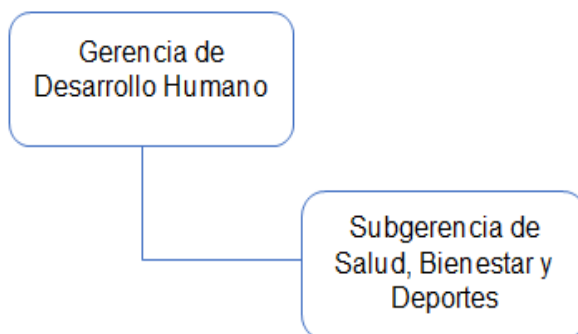 Gerencia de
Desarrollo Humano
Subgerencia de
Salud, Bienestar y
Deportes